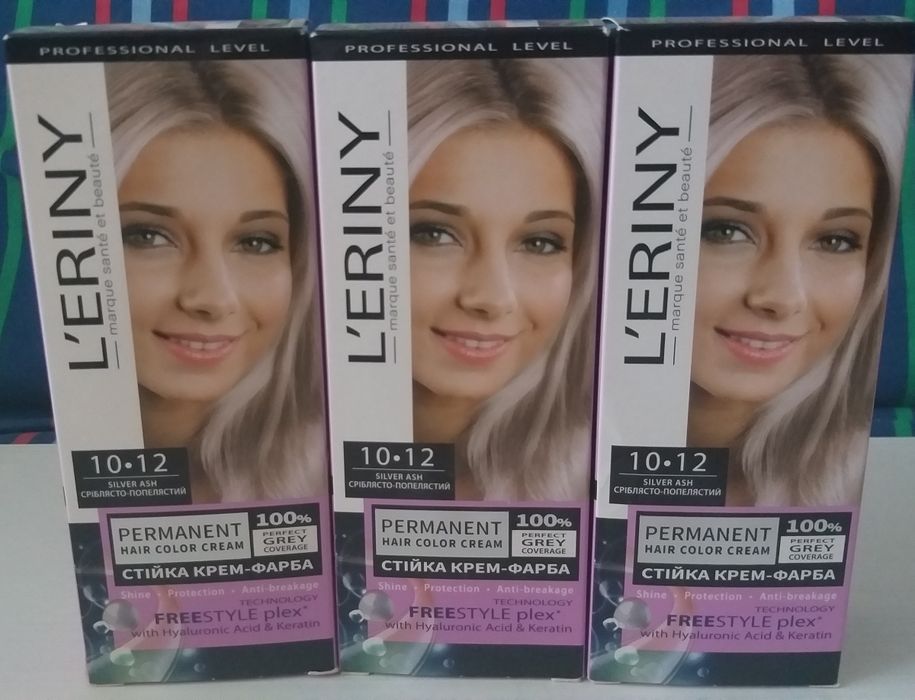 PROFESSIONAL LEVEL
L'ERINY
marque santé et beauté
10•12
SILVER ASH
СРІБЛЯСТО-ПОПЕЛЯСТИЙ
PERMANENT
HAIR COLOR CREAM
100%
PERFECT
GREY
COVERAGE
СТІЙКА КРЕМ-ФАРБА
Shine • Protection • Anti-breakage
TECHNOLOGY
FREESTYLE plex*
with Hyaluronic Acid & Keratin
PROFESSIONAL LEVEL
L'ERINY
marque santé et beauté
10•12
SILVER ASH
СРІБЛЯСТО-ПОПЕЛЯСТИЙ
PERMANENT
HAIR COLOR CREAM
100%
PERFECT
GREY
COVERAGE
СТІЙКА КРЕМ-ФАРБА
Shine • Protection • Anti-breakage
TECHNOLOGY
FREESTYLE plex*
with Hyaluronic Acid & Keratin
PROFESSIONAL LEVEL
L'ERINY
marque santé et beauté
10•12
SILVER ASH
СРІБЛЯСТО-ПОПЕЛЯСТИЙ
PERMANENT
HAIR COLOR CREAM
100%
PERFECT
GREY
COVERAGE
СТІЙКА КРЕМ-ФАРБА
Shine • Protection • Anti-breakage
TECHNOLOGY
FREESTYLE plex*
with Hyaluronic Acid & Keratin